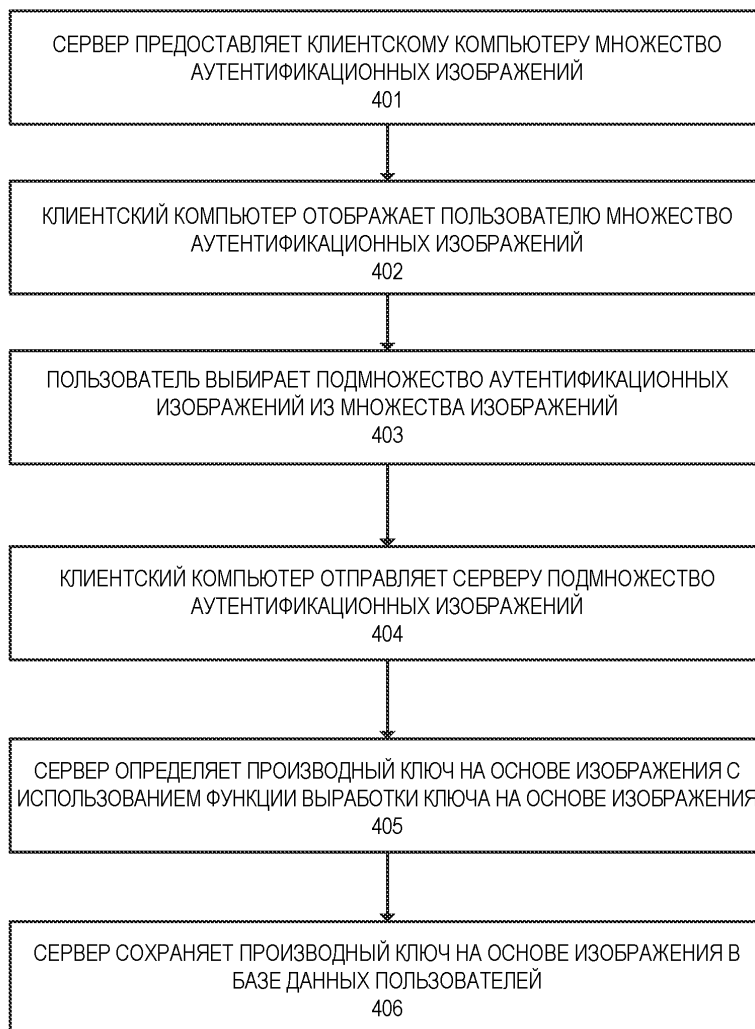 СЕРВЕР ПРЕДОСТАВЛЯЕТ КЛИЕНТСКОМУ КОМПЬЮТЕРУ МНОЖЕСТВО
АУТЕНТИФИКАЦИОННЫХ ИЗОБРАЖЕНИЙ
401
КЛИЕНТСКИЙ КОМПЬЮТЕР ОТОБРАЖАЕТ ПОЛЬЗОВАТЕЛЮ МНОЖЕСТВО
АУТЕНТИФИКАЦИОННЫХ ИЗОБРАЖЕНИЙ
402
ПОЛЬЗОВАТЕЛЬ ВЫБИРАЕТ ПОДМНОЖЕСТВО АУТЕНТИФИКАЦИОННЫХ
ИЗОБРАЖЕНИЙ ИЗ МНОЖЕСТВА ИЗОБРАЖЕНИЙ
403
КЛИЕНТСКИЙ КОМПЬЮТЕР ОТПРАВЛЯЕТ СЕРВЕРУ ПОДМНОЖЕСТВО
АУТЕНТИФИКАЦИОННЫХ ИЗОБРАЖЕНИЙ
404
СЕРВЕР ОПРЕДЕЛЯЕТ ПРОИЗВОДНЫЙ КЛЮЧ НА ОСНОВЕ ИЗОБРАЖЕНИЯ С
ИСПОЛЬЗОВАНИЕМ ФУНКЦИИ ВЫРАБОТКИ КЛЮЧА НА ОСНОВЕ ИЗОБРАЖЕНИЯ
405
СЕРВЕР СОХРАНЯЕТ ПРОИЗВОДНЫЙ КЛЮЧ НА ОСНОВЕ ИЗОБРАЖЕНИЯ В
БАЗЕ ДАННЫХ ПОЛЬЗОВАТЕЛЕЙ
406